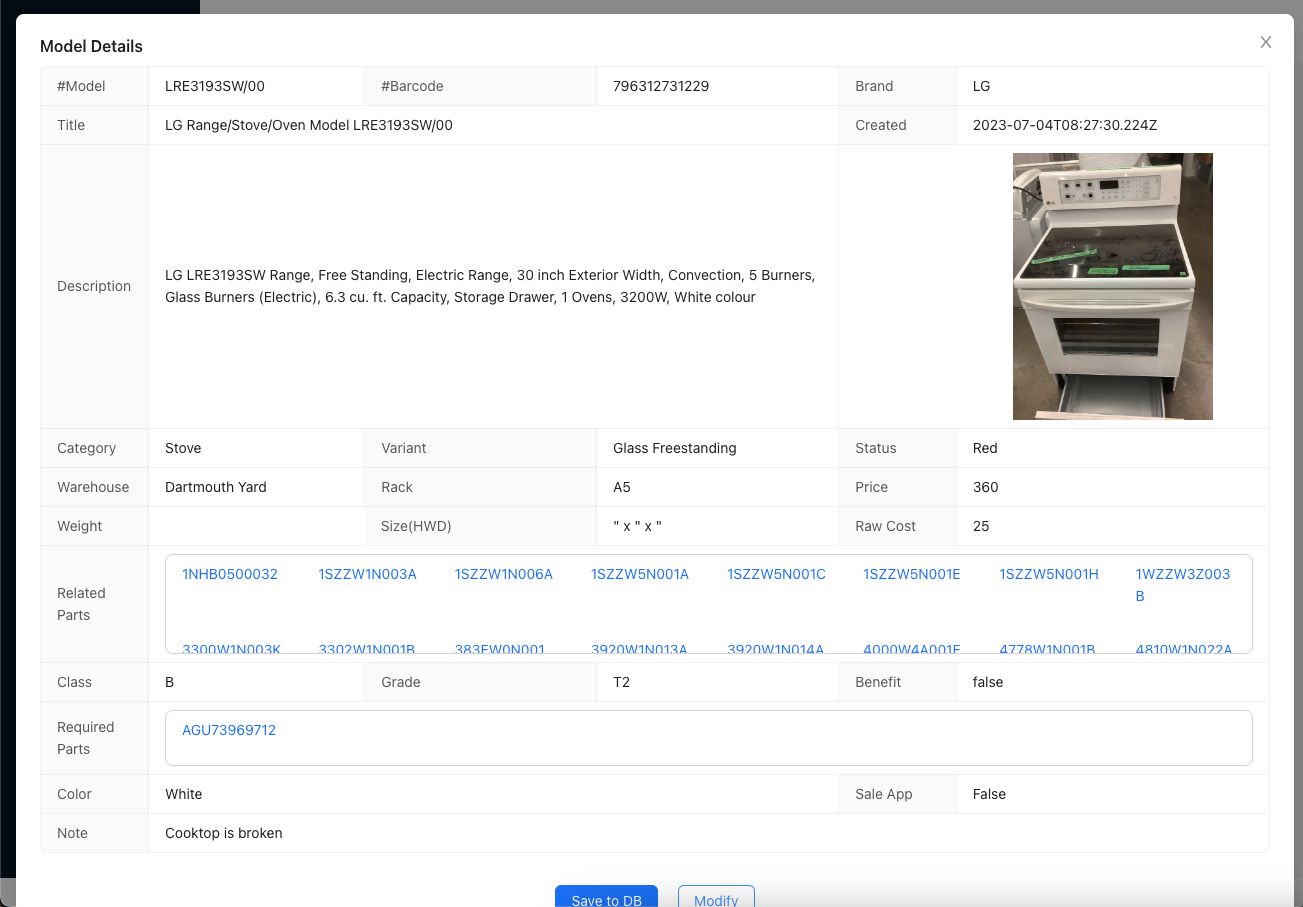 Model Details
X
#Model LRE3193SW/00 #Barcode 796312731229 Brand LG
Title LG Range/Stove/Oven Model LRE3193SW/00 Created 2023-07-04T08:27:30.224Z
Description LG LRE3193SW Range, Free Standing, Electric Range, 30 inch Exterior Width, Convection, 5 Burners,
Glass Burners (Electric), 6.3 cu. ft. Capacity, Storage Drawer, 1 Ovens, 3200W, White colour
Category Stove Variant Glass Freestanding Status Red
Warehouse Dartmouth Yard Rack A5 Price 360
Weight Size(HWD) " x " x " Raw Cost 25
Related Parts
1NHB0500032 1SZZW1N003A 1SZZW1N006A 1SZZW5N001A 1SZZW5N001C 1SZZW5N001E 1SZZW5N001H 1WZZW3Z003
B
3300W1N003K 3302W1N001B 383EW0N001 3920W1N013A 3920W1N014A 4000W4A001E 4778W1N001B 4810W1N022A
Class B Grade T2 Benefit false
Required Parts
AGU73969712
Color White Sale App False
Note Cooktop is broken
Save to DB Modify